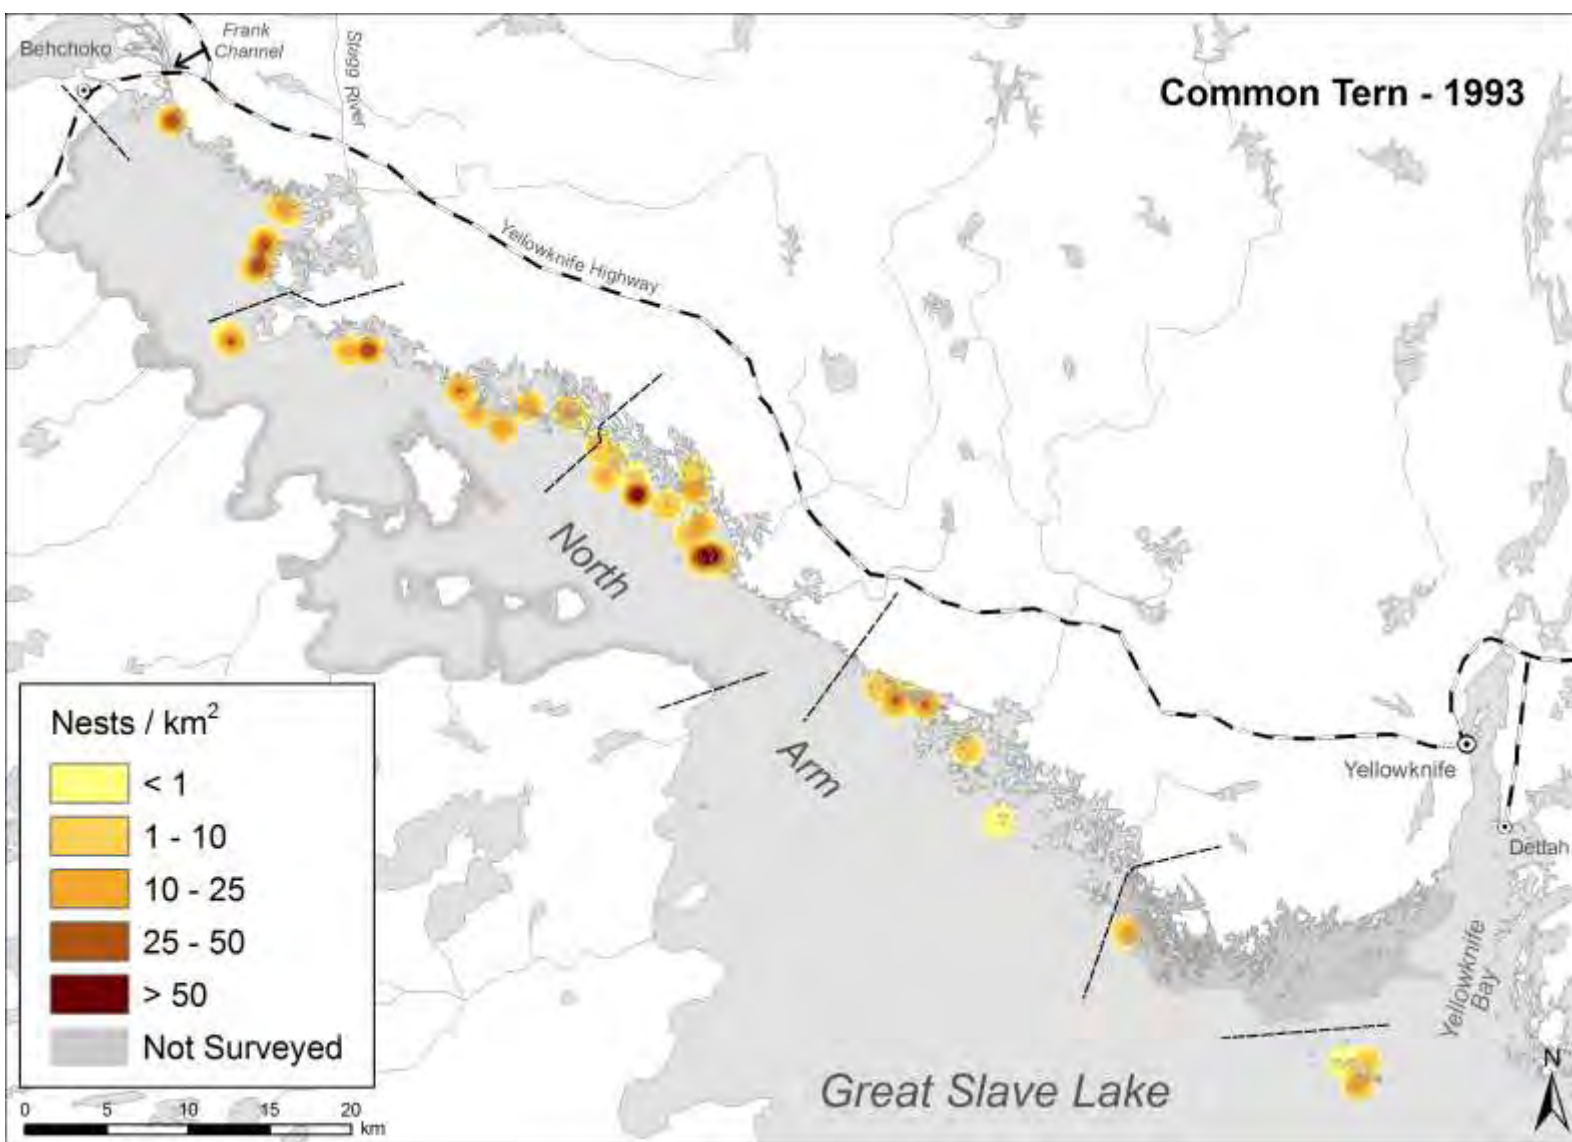 Behchoko
Frank
Channel
Stagg River
Common Tern - 1993
Yellowknife Highway
North
Arm
Yellowknife
Dettah
Yellowknife
Bay
Great Slave Lake
N
Nests / km²
< 1
1 - 10
10 - 25
25 - 50
> 50
Not Surveyed
0 5 10 15 20
km